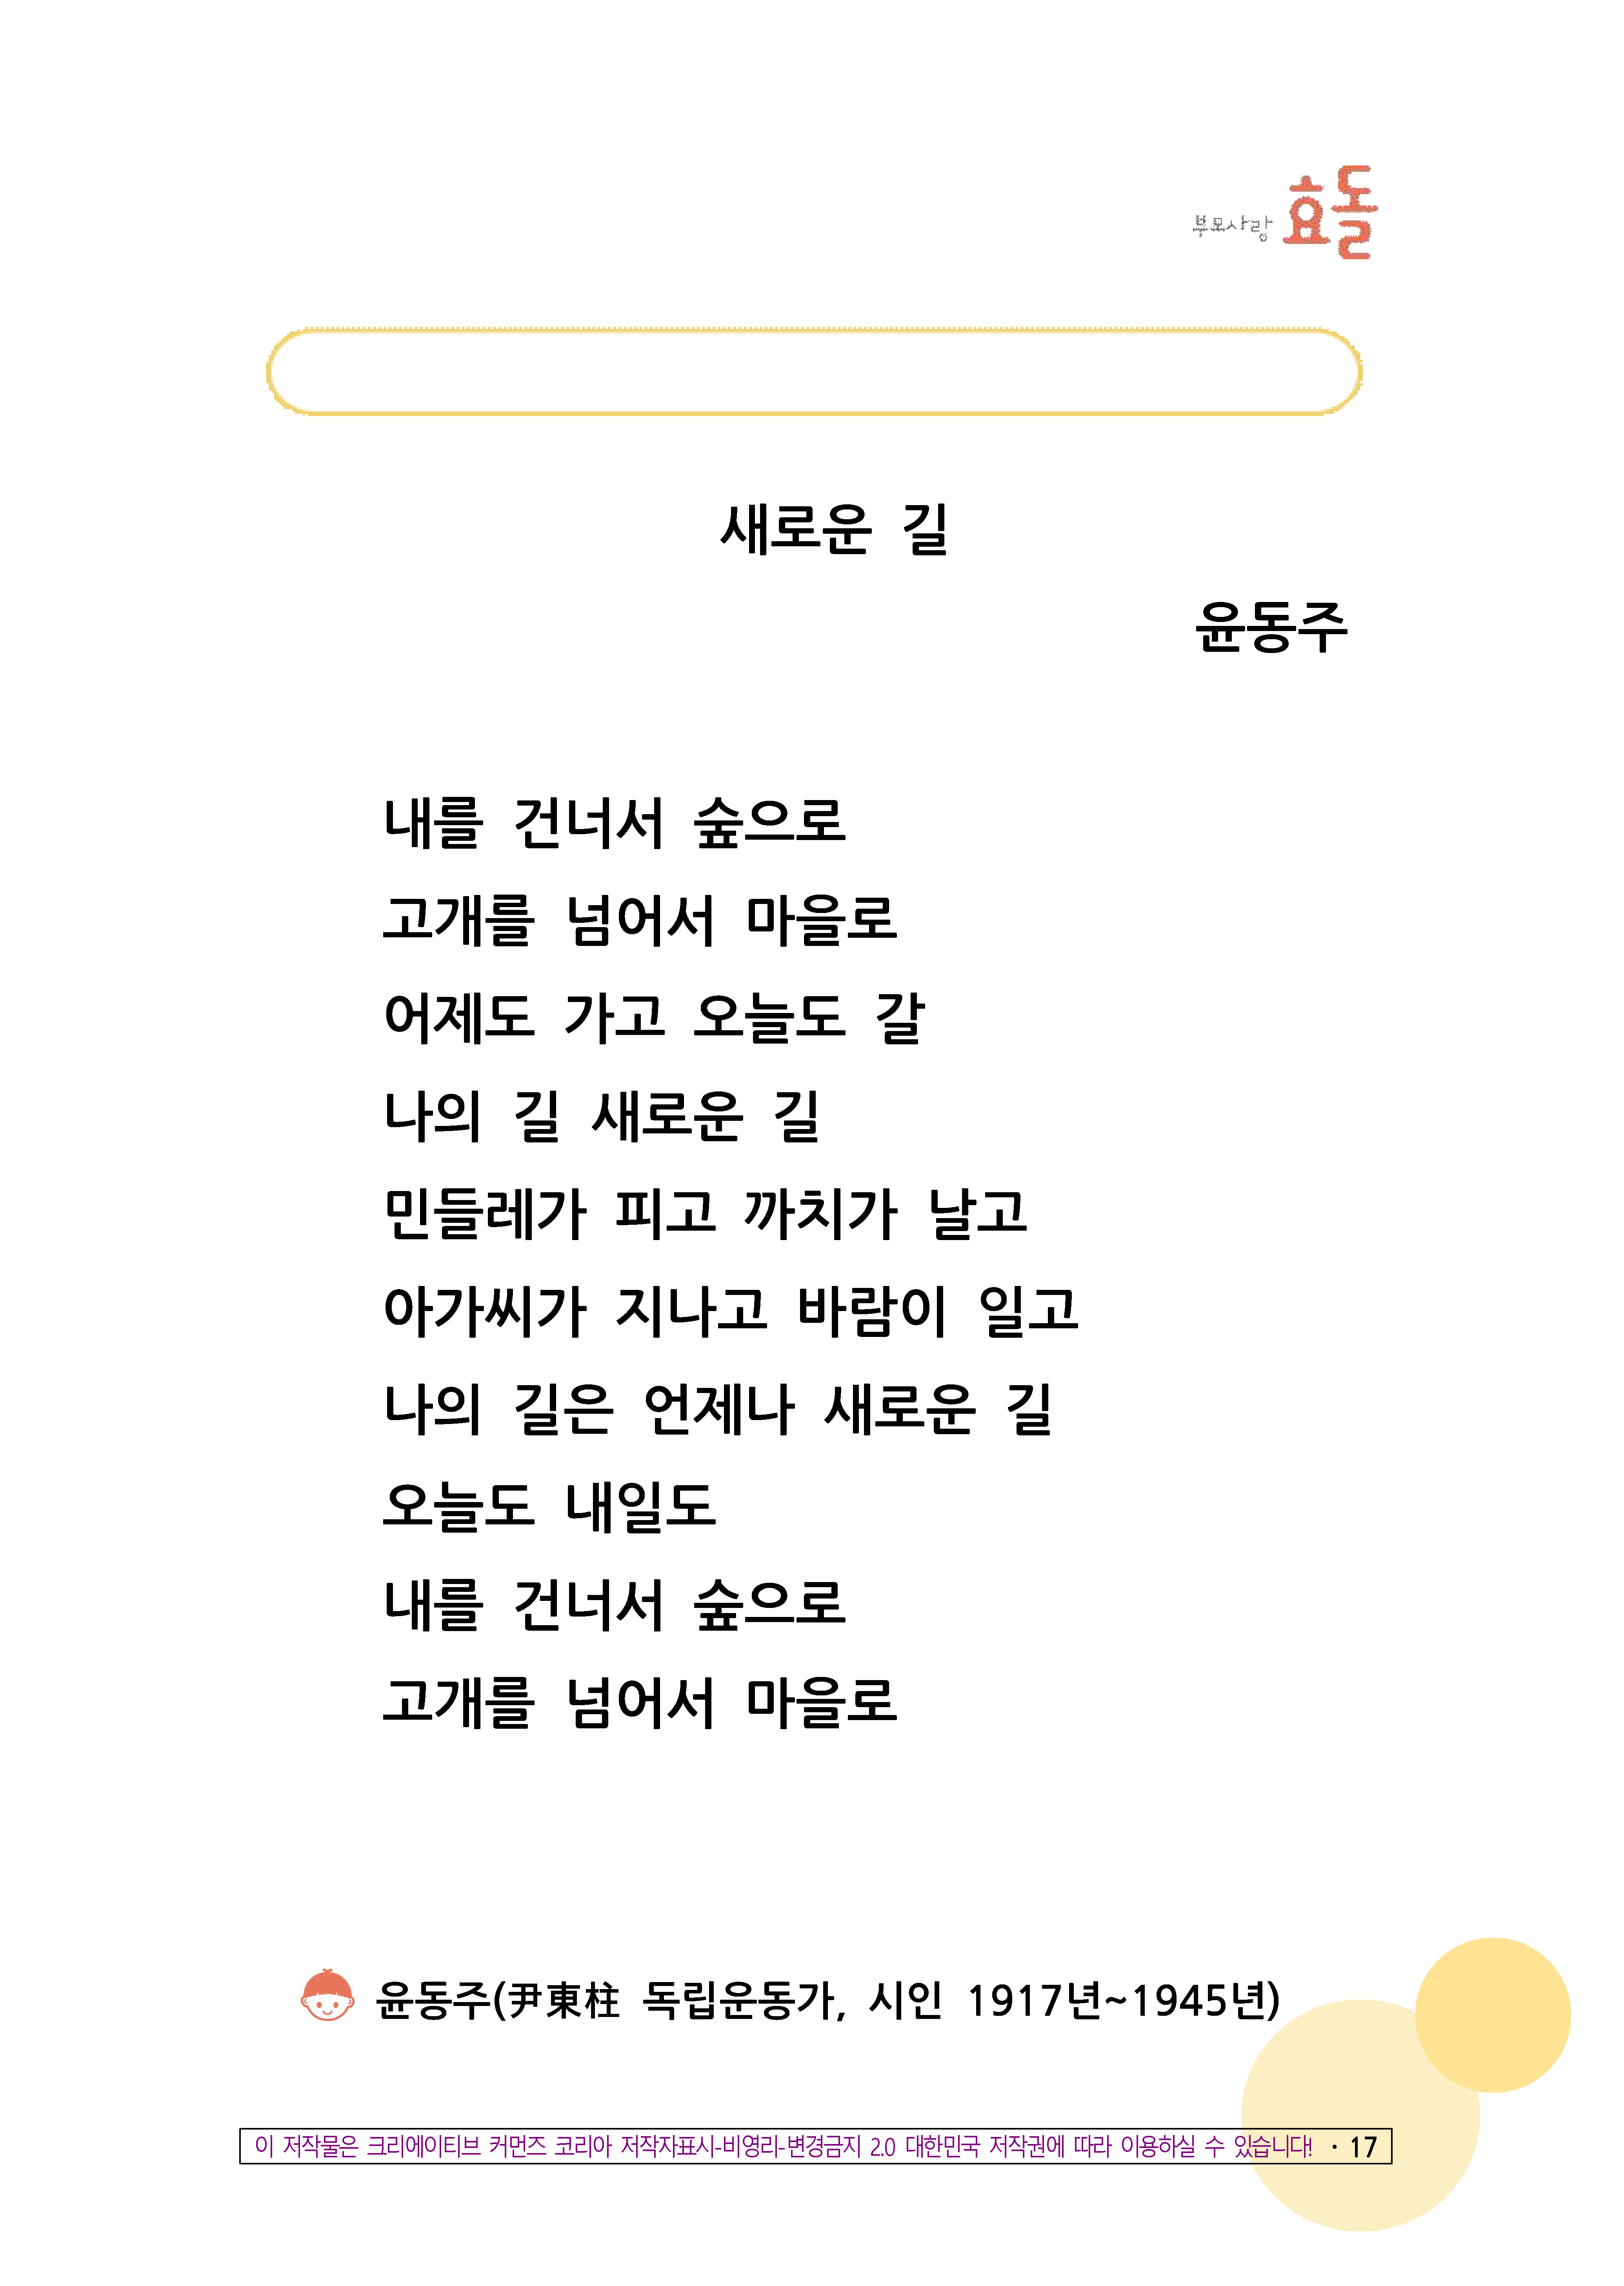 부모사랑 효돌
새로운 길
윤동주
내를 건너서 숲으로
고개를 넘어서 마을로
어제도 가고 오늘도 갈
나의 길 새로운 길
민들레가 피고 까치가 날고
아가씨가 지나고 바람이 일고
나의 길은 언제나 새로운 길
오늘도 내일도
내를 건너서 숲으로
고개를 넘어서 마을로
윤동주(尹東柱 독립운동가, 시인 1917년~1945년)
이 저작물은 크리에이티브 커먼즈 코리아 저작자표시-비영리-변경금지 2.0 대한민국 저작권에 따라 이용하실 수 있습니다! · 17